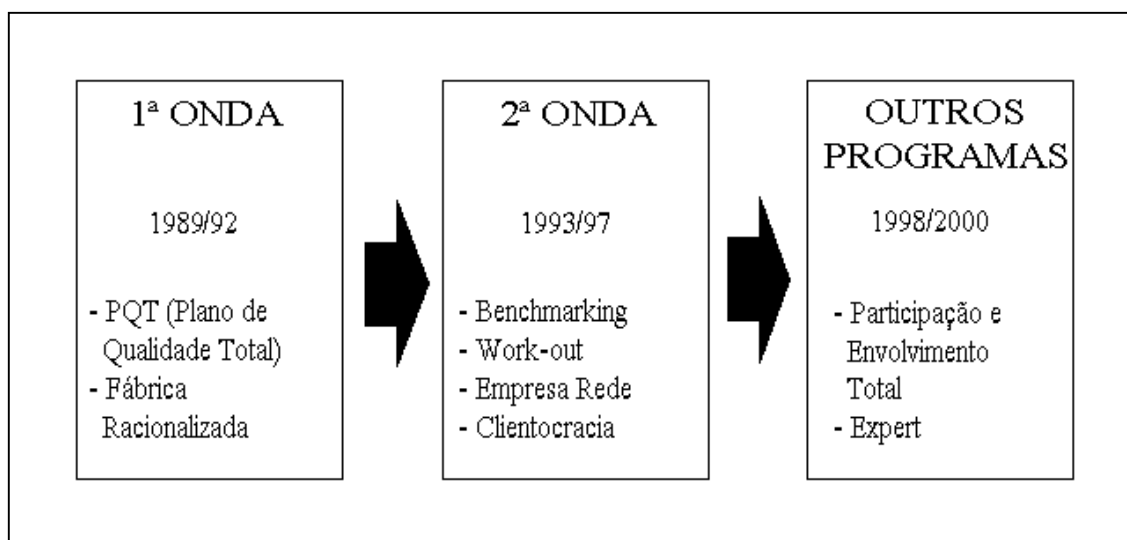 1ª ONDA
1989/92
- PQT (Plano de
Qualidade Total)
- Fábrica
Racionalizada
2ª ONDA
1993/97
- Benchmarking
- Work-out
- Empresa Rede
- Clientocracia
OUTROS
PROGRAMAS
1998/2000
- Participação e
Envolvimento
Total
- Expert